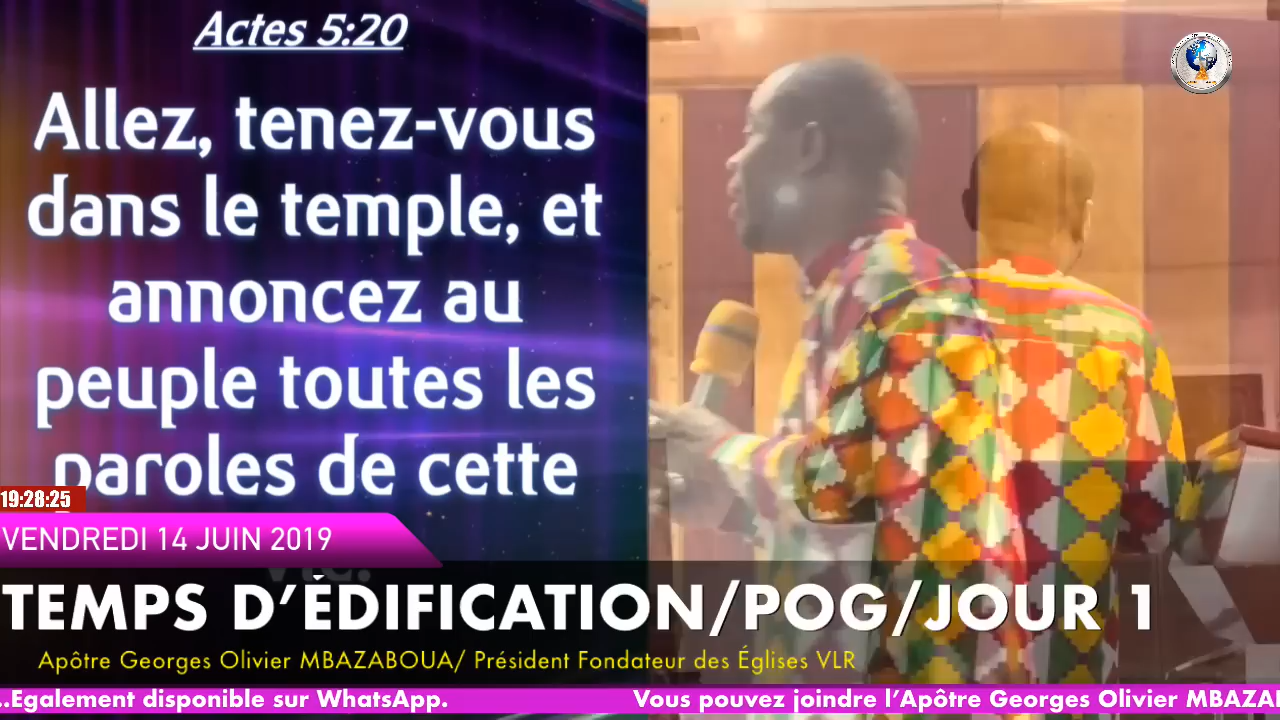 Actes 5:20
Allez, tenez-vous
dans le temple, et
annoncez au
peuple toutes les
paroles de cette
vie.
19:28:25
VENDREDI 14 JUIN 2019
TEMPS D’ÉDIFICATION/POG/JOUR 1
Apôtre Georges Olivier MBAZABOUA/ Président Fondateur des Églises VLR
..Egalement disponible sur WhatsApp.
Vous pouvez joindre l’Apôtre Georges Olivier MBAZA